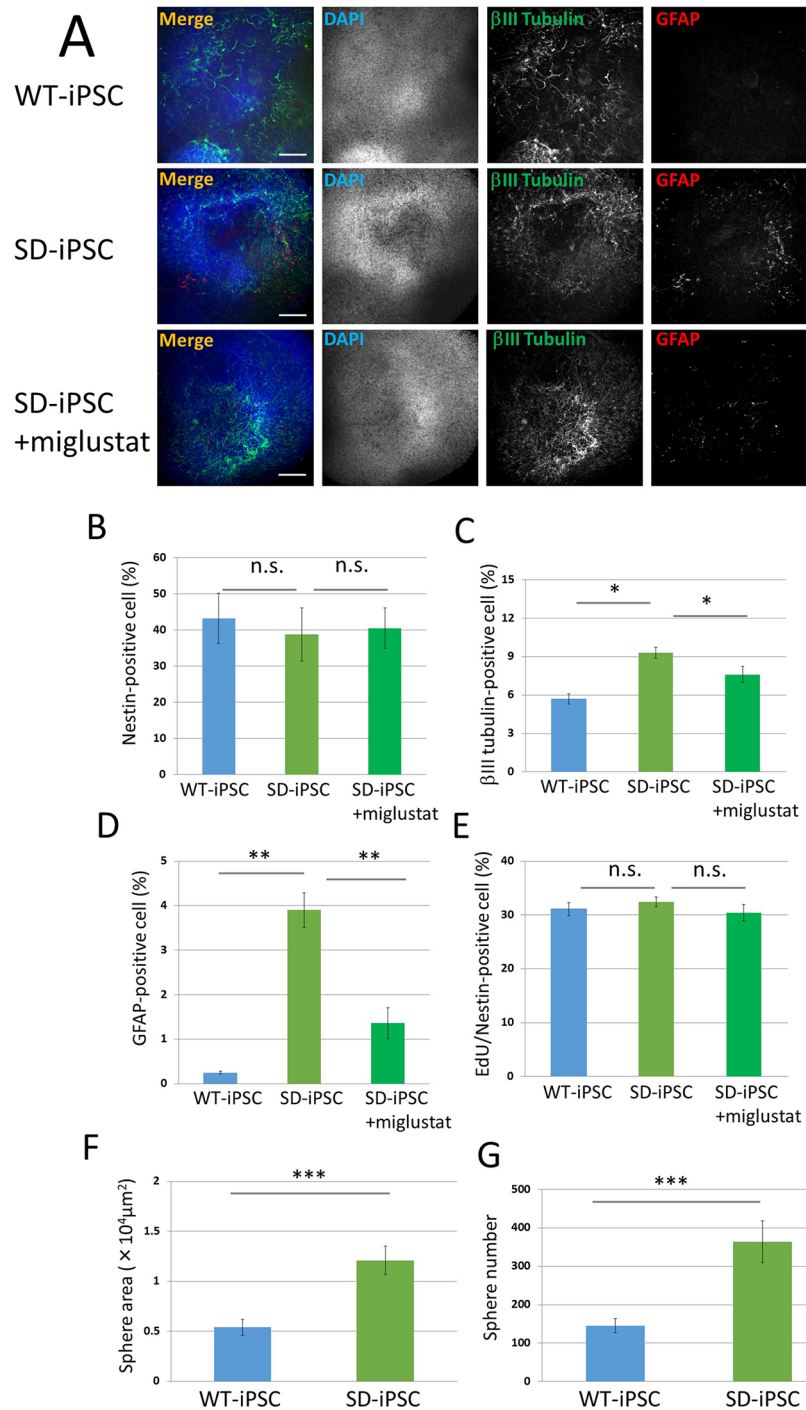 A
Merge DAPI βIII Tubulin GFAP
WT-iPSC
Merge DAPI βIII Tubulin GFAP
SD-iPSC
Merge DAPI βIII Tubulin GFAP
SD-iPSC
+miglustat
B
Nestin-positive cell (%)
60
50
40
30
20
10
0
n.s. n.s.
WT-iPSC SD-iPSC SD-iPSC
+miglustat
C
βIII tubulin-positive cell (%)
15
12
9
6
3
0
* *
WT-iPSC SD-iPSC SD-iPSC
+miglustat
D
GFAP-positive cell (%)
5
4
3
2
1
0
** **
WT-iPSC SD-iPSC SD-iPSC
+miglustat
E
EdU/Nestin-positive cell (%)
40
30
20
10
0
n.s. n.s.
WT-iPSC SD-iPSC SD-iPSC
+miglustat
F
Sphere area (×10⁴μm²)
2
1.5
1
0.5
0
***
WT-iPSC SD-iPSC
G
Sphere number
500
400
300
200
100
0
***
WT-iPSC SD-iPSC